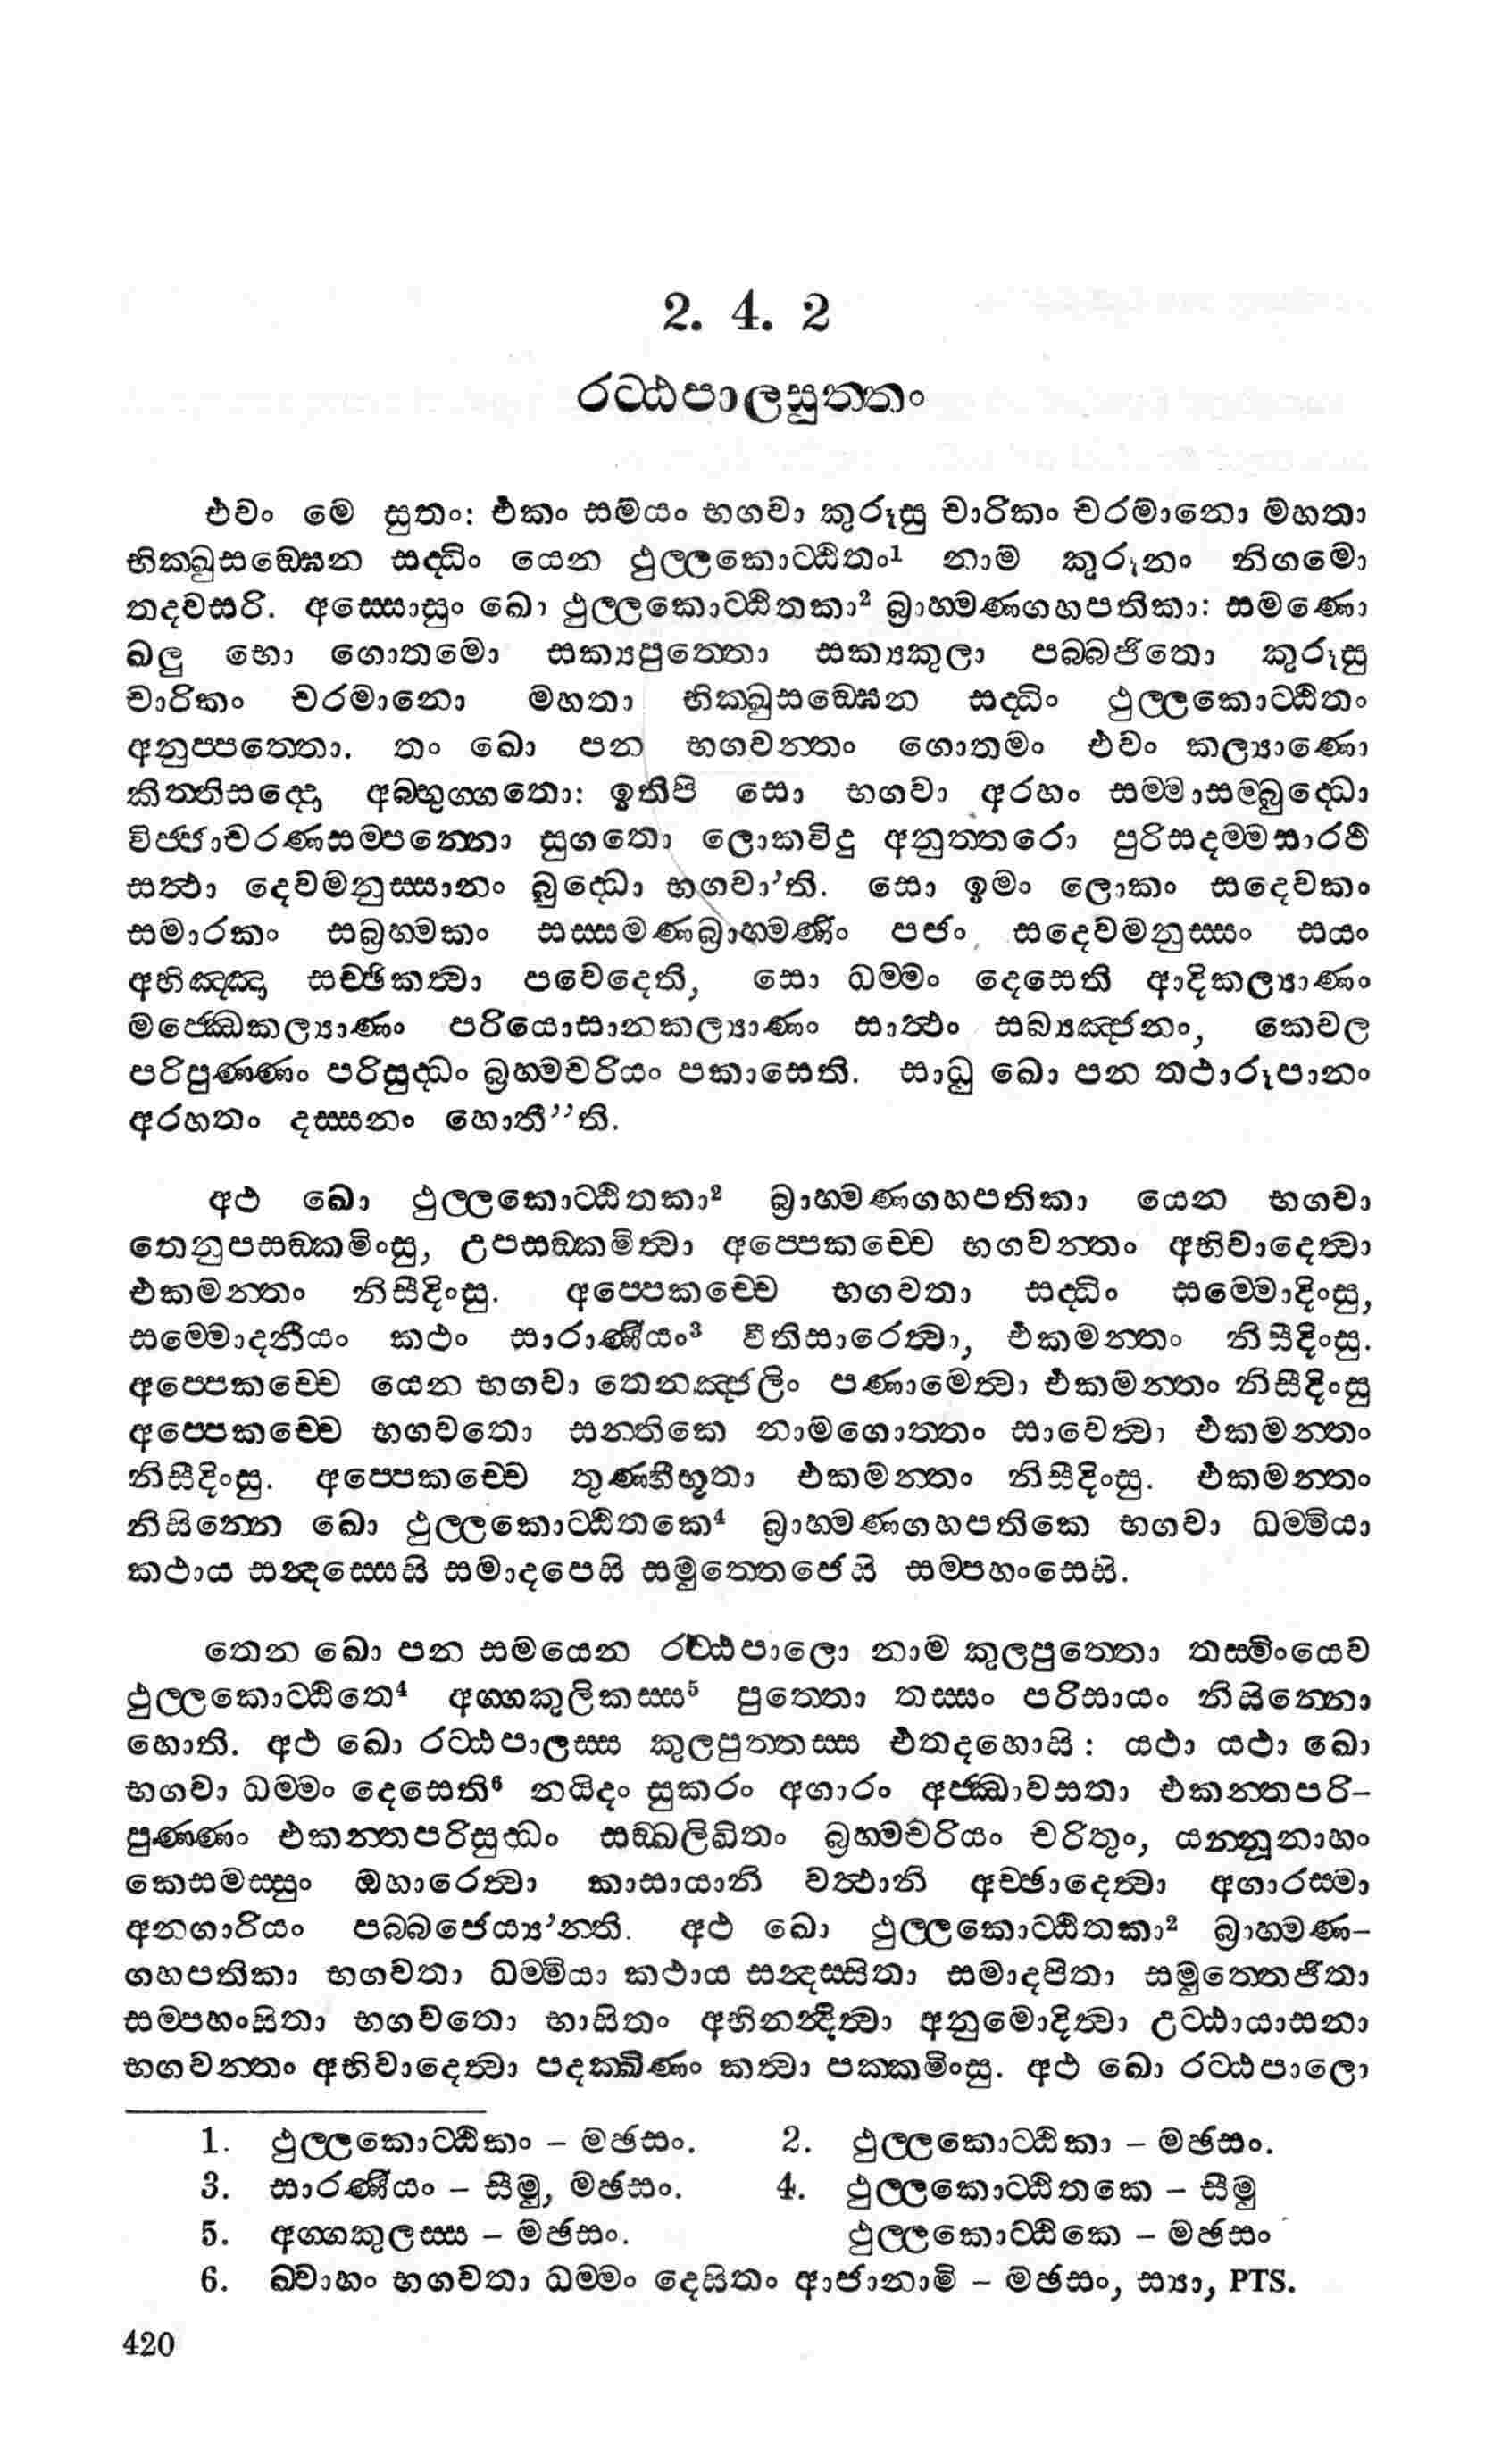 2. 4. 2
රට්ඨපාලසුත්තං
එවං මෙ සුතං: එකං සමයං භගවා කුරූසු චාරිකං චරමානො මහතා
භික්ඛුසඞ්ඝෙන සද්ධිං යෙන ථුල්ලකොට්ඨිතං¹ නාම කුරූනං නිගමො
තදවසරි. අස්සොසුං ඛො ථුල්ලකොට්ඨිතකා² බ්‍රාහ්මණගහපතිකා: සමණො
ඛලු භො ගොතමො සක්‍යපුත්තො සක්‍යකුලා පබ්බජිතො කුරූසු
චාරිකං චරමානො මහතා භික්ඛුසඞ්ඝෙන සද්ධිං ථුල්ලකොට්ඨිතං
අනුප්පත්තො. තං ඛො පන භගවන්තං ගොතමං එවං කල්‍යාණො
කිත්තිසද්දො අබ්භුග්ගතො: ඉතිපි සො භගවා අරහං සම්මාසම්බුද්ධො
විජ්ජාචරණසම්පන්නො සුගතො ලොකවිදූ අනුත්තරො පුරිසදම්මසාරථි
සත්ථා දෙවමනුස්සානං බුද්ධො භගවා’ති. සො ඉමං ලොකං සදෙවකං
සමාරකං සබ්‍රහ්මකං සස්සමණබ්‍රාහ්මණිං පජං, සදෙවමනුස්සං සයං
අභිඤ්ඤා සච්ඡිකත්වා පවෙදෙති, සො ධම්මං දෙසෙති ආදිකල්‍යාණං
මජ්ඣෙකල්‍යාණං පරියොසානකල්‍යාණං සාත්ථං සබ්‍යඤ්ජනං, කෙවල
පරිපුණ්ණං පරිසුද්ධං බ්‍රහ්මචරියං පකාසෙති. සාධු ඛො පන තථාරූපානං
අරහතං දස්සනං හොතී”ති.
අථ ඛො ථුල්ලකොට්ඨිතකා² බ්‍රාහ්මණගහපතිකා යෙන භගවා
තෙනුපසඞ්කමිංසු, උපසඞ්කමිත්වා අප්පෙකච්චෙ භගවන්තං අභිවාදෙත්වා
එකමන්තං නිසීදිංසු. අප්පෙකච්චෙ භගවතා සද්ධිං සම්මොදිංසු,
සම්මොදනීයං කථං සාරාණීයං³ වීතිසාරෙත්වා, එකමන්තං නිසීදිංසු.
අප්පෙකච්චෙ යෙන භගවා තෙනඤ්ජලිං පණාමෙත්වා එකමන්තං නිසීදිංසු
අප්පෙකච්චෙ භගවතො සන්තිකෙ නාමගොත්තං සාවෙත්වා එකමන්තං
නිසීදිංසු. අප්පෙකච්චෙ තුණ්හීභූතා එකමන්තං නිසීදිංසු. එකමන්තං
නිසින්නෙ ඛො ථුල්ලකොට්ඨිතකෙ⁴ බ්‍රාහ්මණගහපතිකෙ භගවා ධම්මියා
කථාය සන්දස්සෙසි සමාදපෙසි සමුත්තෙජෙසි සම්පහංසෙසි.
තෙන ඛො පන සමයෙන රට්ඨපාලො නාම කුලපුත්තො තස්මිංයෙව
ථුල්ලකොට්ඨිතෙ⁴ අග්ගකුලිකස්ස⁵ පුත්තො තස්සං පරිසායං නිසින්නො
හොති. අථ ඛො රට්ඨපාලස්ස කුලපුත්තස්ස එතදහොසි: යථා යථා ඛො
භගවා ධම්මං දෙසෙති⁶ නයිදං සුකරං අගාරං අජ්ඣාවසතා එකන්තපරි-
පුණ්ණං එකන්තපරිසුද්ධං සඞ්ඛලිඛිතං බ්‍රහ්මචරියං චරිතුං, යන්නූනාහං
කෙසමස්සුං ඔහාරෙත්වා කාසායානි වත්ථානි අච්ඡාදෙත්වා අගාරස්මා
අනගාරියං පබ්බජෙය්‍ය’න්ති. අථ ඛො ථුල්ලකොට්ඨිතකා² බ්‍රාහ්මණ-
ගහපතිකා භගවතා ධම්මියා කථාය සන්දස්සිතා සමාදපිතා සමුත්තෙජිතා
සම්පහංසිතා භගවතො භාසිතං අභිනන්දිත්වා අනුමොදිත්වා උට්ඨායාසනා
භගවන්තං අභිවාදෙත්වා පදක්ඛිණං කත්වා පක්කමිංසු. අථ ඛො රට්ඨපාලො
1. ථුල්ලකොට්ඨිකං – මඡසං. 2. ථුල්ලකොට්ඨිකා – මඡසං.
3. සාරණීයං – සීමු, මඡසං. 4. ථුල්ලකොට්ඨිතකෙ – සීමු
5. අග්ගකුලස්ස – මඡසං. ථුල්ලකොට්ඨිකෙ – මඡසං
6. ඛ්වාහං භගවතා ධම්මං දෙසිතං ආජානාමි – මඡසං, ස්‍යා, PTS.
420